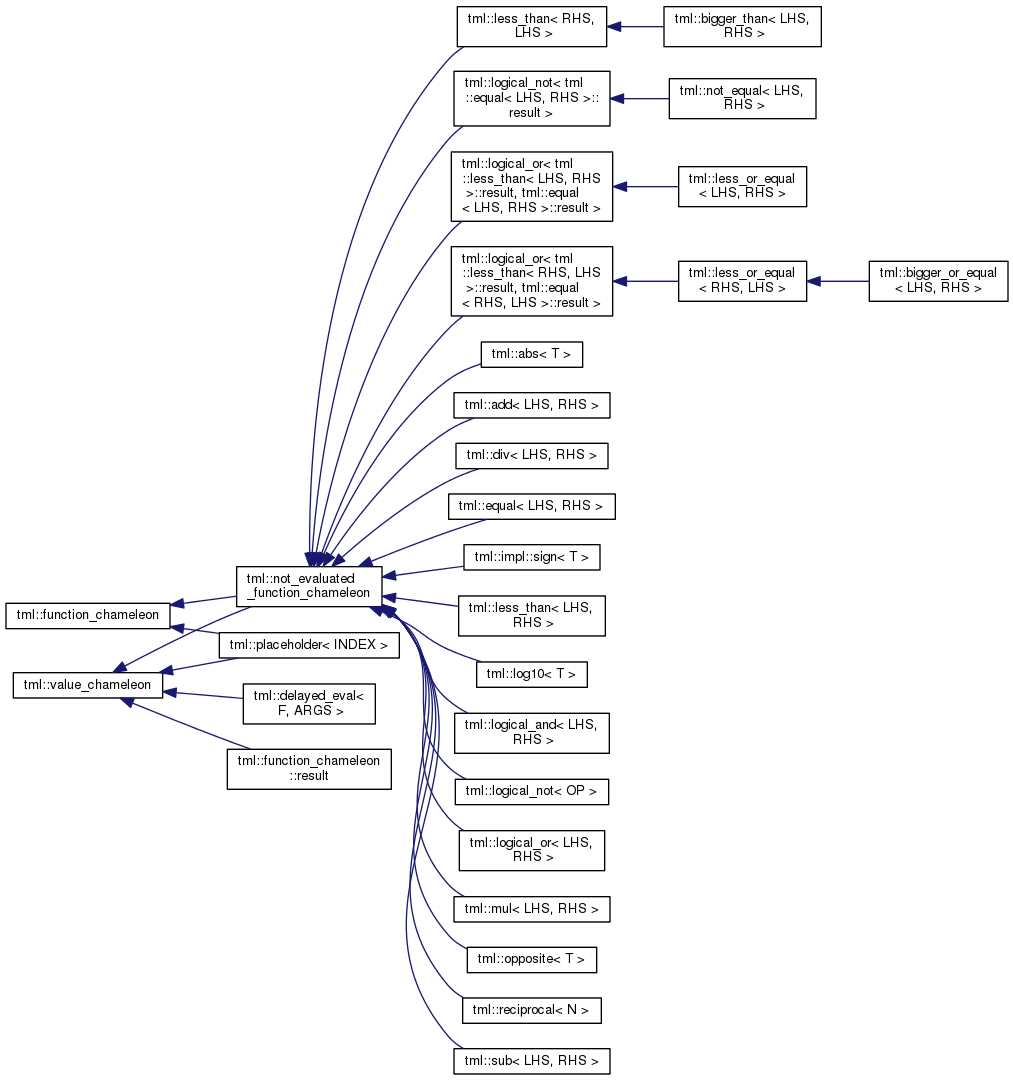 tml::less_than< RHS,
LHS >
tml::bigger_than< LHS,
RHS >
tml::logical_not< tml
::equal< LHS, RHS >::
result >
tml::not_equal< LHS,
RHS >
tml::logical_or< tml
::less_than< LHS, RHS
>::result, tml::equal
< LHS, RHS >::result >
tml::less_or_equal
< LHS, RHS >
tml::logical_or< tml
::less_than< RHS, LHS
>::result, tml::equal
< RHS, LHS >::result >
tml::less_or_equal
< RHS, LHS >
tml::bigger_or_equal
< LHS, RHS >
tml::abs< T >
tml::add< LHS, RHS >
tml::div< LHS, RHS >
tml::equal< LHS, RHS >
tml::impl::sign< T >
tml::not_evaluated
_function_chameleon
tml::less_than< LHS,
RHS >
tml::function_chameleon
tml::placeholder< INDEX >
tml::log10< T >
tml::value_chameleon
tml::delayed_eval<
F, ARGS >
tml::logical_and< LHS,
RHS >
tml::function_chameleon
::result
tml::logical_not< OP >
tml::logical_or< LHS,
RHS >
tml::mul< LHS, RHS >
tml::opposite< T >
tml::reciprocal< N >
tml::sub< LHS, RHS >